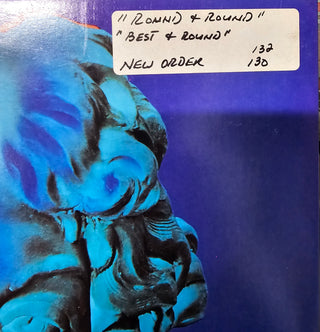 "ROUND & ROUND"
"BEST & ROUND"
132
NEW ORDER 130